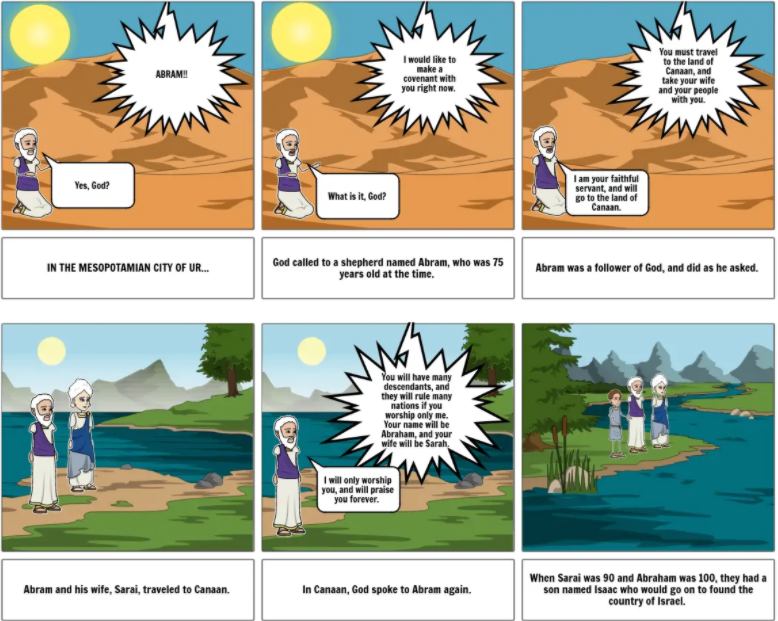 ABRAM!!
Yes, God?
I would like to
make a
covenant with
you right now.
What is it, God?
You must travel
to the land of
Canaan, and
take your wife
and your people
with you.
I am your faithful
servant, and will
go to the land of
Canaan.
IN THE MESOPOTAMIAN CITY OF UR...
God called to a shepherd named Abram, who was 75
years old at the time.
Abram was a follower of God, and did as he asked.
You will have many
descendants, and
they will rule many
nations if you
worship only me.
Your name will be
Abraham, and your
wife will be Sarah.
I will only worship
you, and will praise
you forever.
Abram and his wife, Sarai, traveled to Canaan.
In Canaan, God spoke to Abram again.
When Sarai was 90 and Abraham was 100, they had a
son named Isaac who would go on to found the
country of Israel.